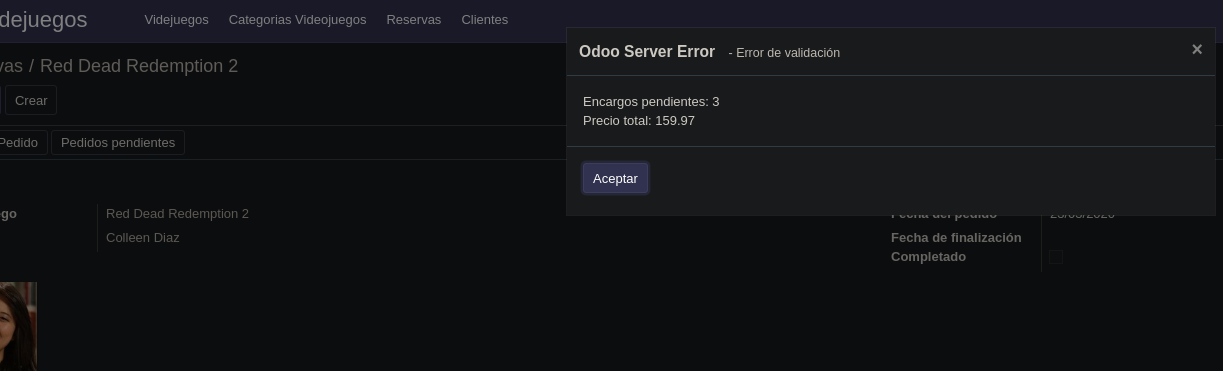 dejuegos Videjuegos Categorias Videojuegos Reservas Clientes
Odoo Server Error - Error de validación ×
vas / Red Dead Redemption 2
Crear
Encargos pendientes: 3
Precio total: 159.97
Pedido Pedidos pendientes
Aceptar
ego Red Dead Redemption 2 Fecha del pedido
Colleen Diaz Fecha de finalización
Completado